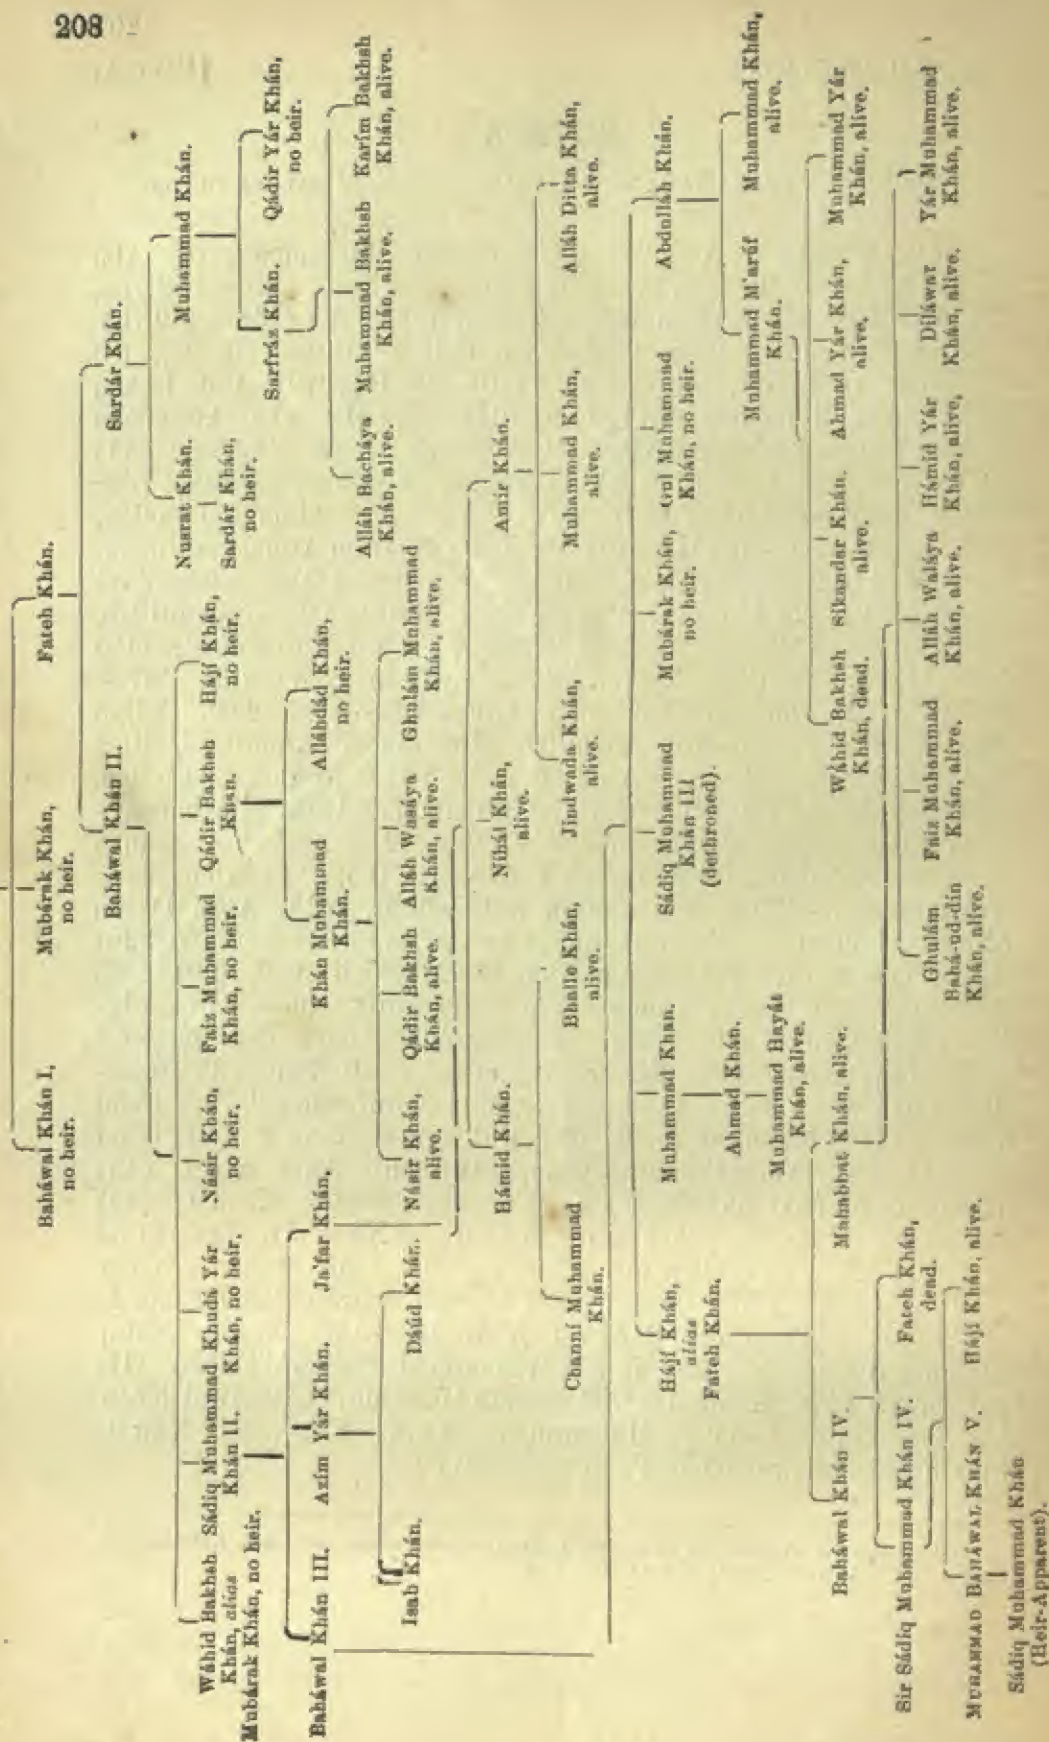 208
Baháwal Khán I,
no heir.
Mubárak Khán,
no heir.
Fateh Khán.
Baháwal Khán II.
Sardár Khán.
Wáhid Bakhsh
Khán, alias
Mubárak Khán, no heir.
Sádiq Muhammad
Khán II.
Khudá Yár
Khán, no heir.
Násir Khán,
no heir.
Faiz Muhammad
Khán, no heir.
Qádir Bakhsh
Khan.
Hájí Khán,
no heir.
Nusrat Khán.
Muhammad Khán.
Sardár Khán,
no heir.
Sarfráz Khán.
Qádir Yár Khán,
no heir.
Baháwal Khán III.
Azím Yár Khán.
Ja'far Khán,
Khán Muhammad
Khán.
Alláhdád Khán,
no heir.
Alláh Bacháya
Khán, alive.
Muhammad Bakhsh
Khán, alive.
Karím Bakhsh
Khán, alive.
Isab Khán.
Dáúd Khán.
Násir Khán,
alive.
Qádir Bakhsh
Khán, alive.
Alláh Wasáya
Khán, alive.
Ghulám Muhammad
Khán, alive.
Hámid Khán.
Nihál Khán,
alive.
Amír Khán.
Channí Muhammad
Khán.
Bhalle Khán,
alive.
Jindwada Khán,
alive.
Muhammad Khán,
alive.
Alláh Ditta Khán,
alive.
Hájí Khán,
alias
Fateh Khán.
Muhammad Khan.
Sádiq Muhammad
Khán III
(dethroned).
Mubárak Khán,
no heir.
Gul Muhammad
Khán, no heir.
Abdulláh Khán.
Ahmad Khán.
Muhammad Hayát
Khán, alive.
Muhammad M'arúf
Khán.
Muhammad Khán,
alive.
Baháwal Khán IV.
Mahabbat Khán, alive.
Wáhid Bakhsh
Khán, dead.
Sikandar Khán.
alive.
Ahmad Yár Khán,
alive.
Muhammad Yár
Khán, alive.
Sir Sádiq Muhammad Khán IV.
Fateh Khán,
dead.
Ghulám
Bahá-ud-dín
Khán, alive.
Faiz Muhammad
Khán, alive.
Alláh Waláya
Khán, alive.
Hámid Yár
Khán, alive,
Diláwar
Khán, alive.
Yár Muhammad
Khán, alive.
MUHAMMAD BAHÁWAL KHÁN V.
Hájí Khán, alive.
Sádiq Muhammad Khán
(Heir-Apparent).